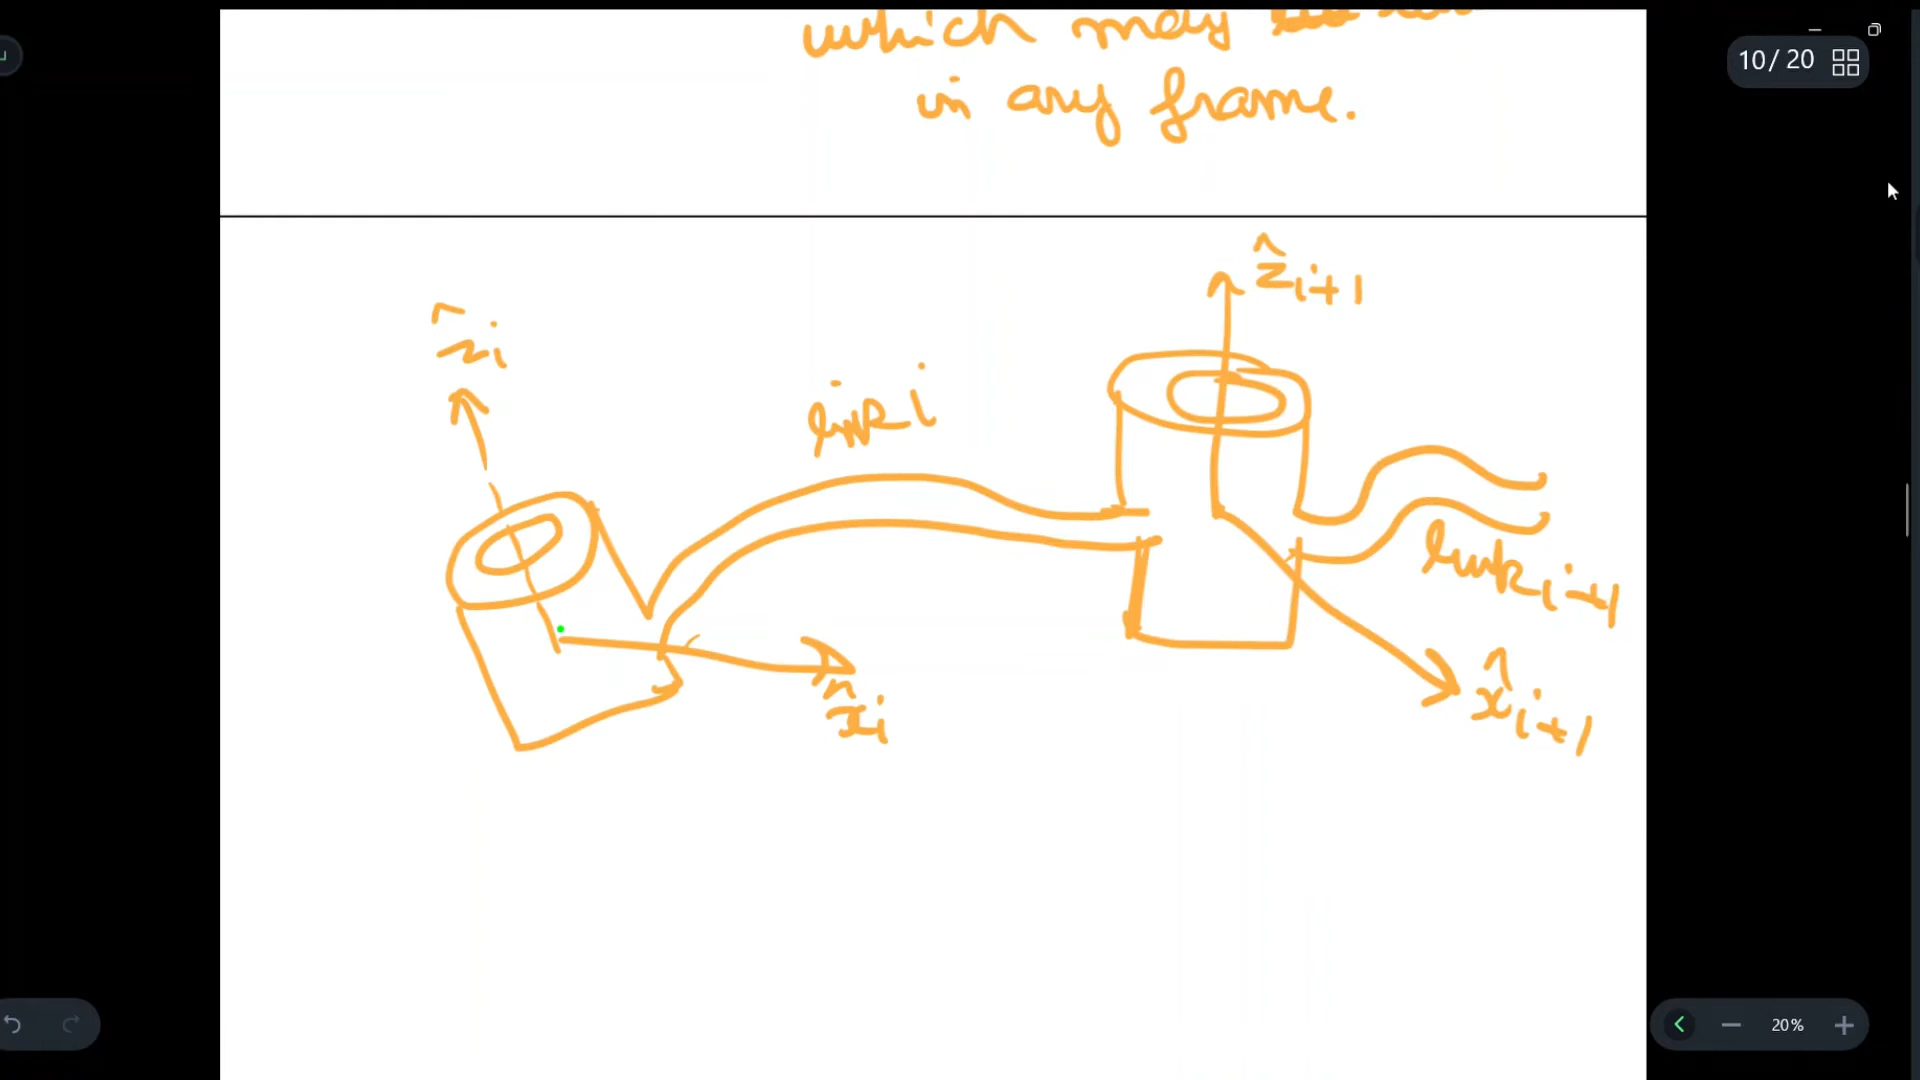 which may
in any frame.
10/ 20
ẑi+1
ẑi
link i
link i+1
x̂i
x̂i+1
20%